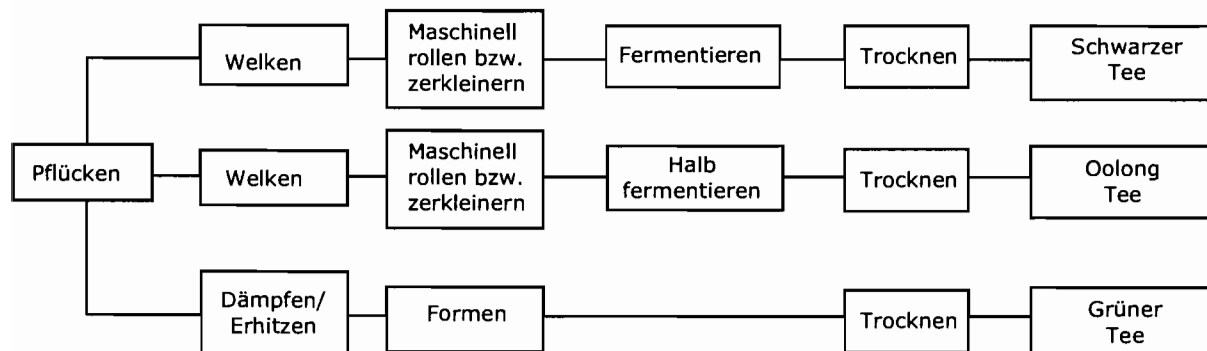 Welken
Maschinell
rollen bzw.
zerkleinern
Fermentieren
Trocknen
Schwarzer
Tee
Pflücken
Welken
Maschinell
rollen bzw.
zerkleinern
Halb
fermentieren
Trocknen
Oolong
Tee
Dämpfen/
Erhitzen
Formen
Trocknen
Grüner
Tee